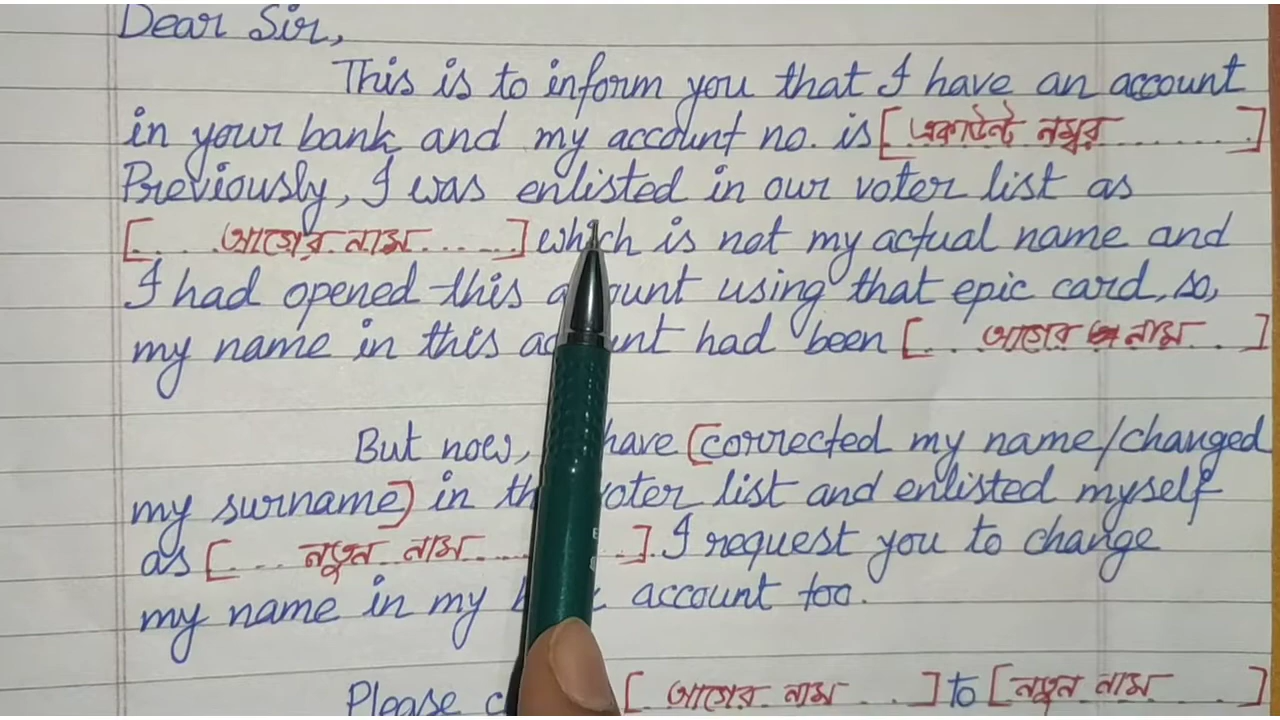 Dear Sir,
This is to inform you that I have an account
in your bank and my account no. is [ একাউন্ট নম্বর ........ ]
Previously, I was enlisted in our voter list as
[. . . . আগের নাম ......] which is not my actual name and
I had opened this account using that epic card, so,
my name in this account had been [. . আগের নাম . . ]
But now, have [corrected my name/changed
my surname] in the voter list and enlisted myself
as [. . . নতুন নাম ..... ]. I request you to change
my name in my account too.
Please [ আগের নাম .. ] to [ নতুন নাম . . ]